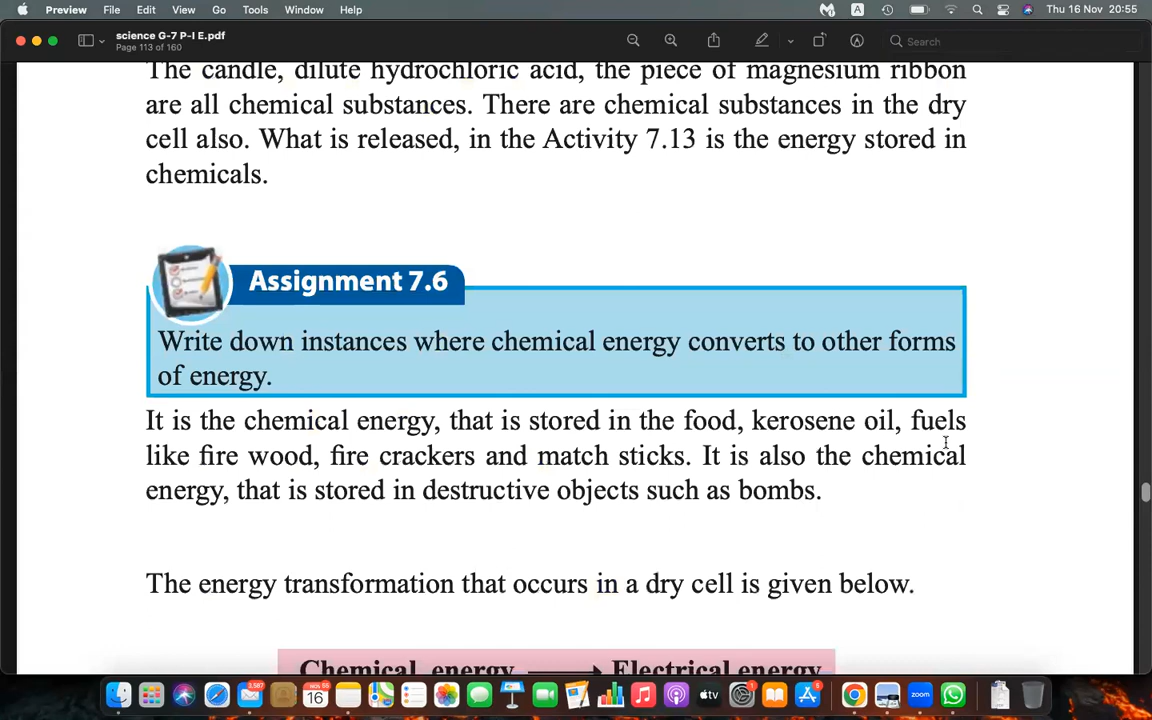 Preview File Edit View Go Tools Window Help A Thu 16 Nov 20:55
science G-7 P-I E.pdf
Page 113 of 160
Search
The candle, dilute hydrochloric acid, the piece of magnesium ribbon
are all chemical substances. There are chemical substances in the dry
cell also. What is released, in the Activity 7.13 is the energy stored in
chemicals.
Assignment 7.6
Write down instances where chemical energy converts to other forms
of energy.
It is the chemical energy, that is stored in the food, kerosene oil, fuels
like fire wood, fire crackers and match sticks. It is also the chemical
energy, that is stored in destructive objects such as bombs.
The energy transformation that occurs in a dry cell is given below.
Chemical energy → Electrical energy
3,587 NOV 16 tv zoom